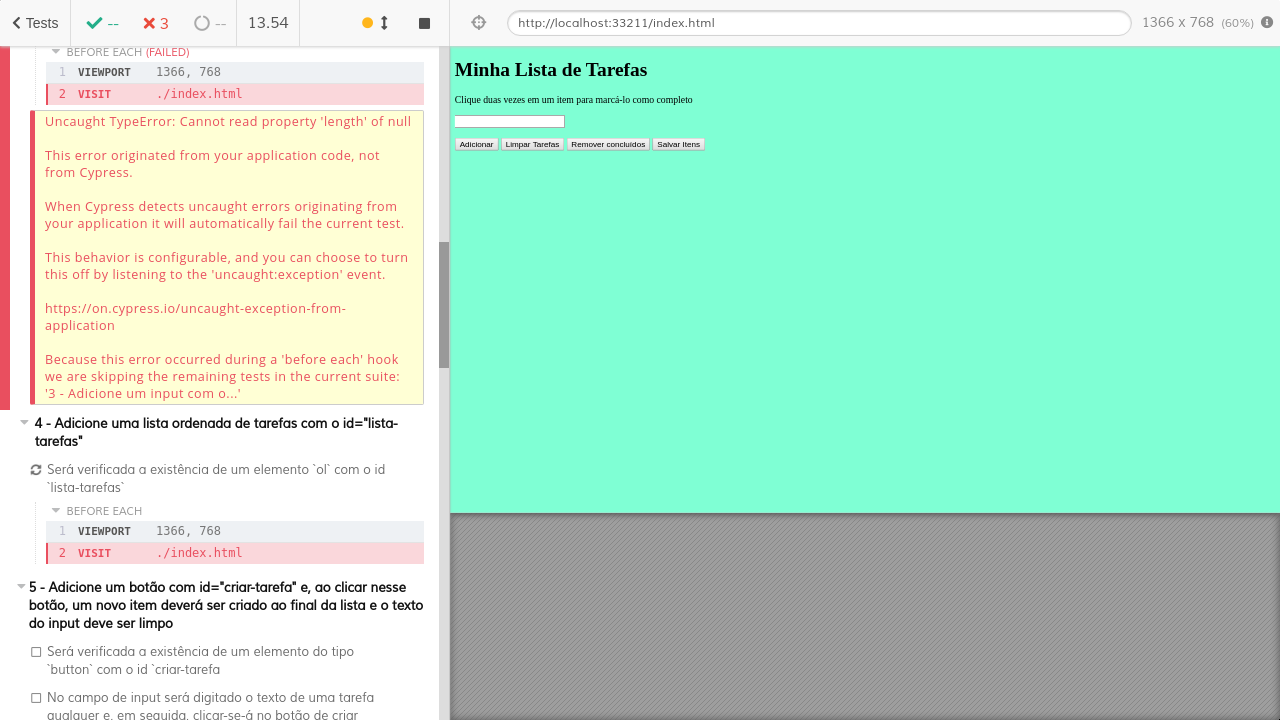 Tests
--
3
--
13.54
http://localhost:33211/index.html
1366 x 768 (60%)
BEFORE EACH (FAILED)
1 VIEWPORT 1366, 768
2 VISIT ./index.html
Uncaught TypeError: Cannot read property 'length' of null
This error originated from your application code, not
from Cypress.
When Cypress detects uncaught errors originating from
your application it will automatically fail the current test.
This behavior is configurable, and you can choose to turn
this off by listening to the 'uncaught:exception' event.
https://on.cypress.io/uncaught-exception-from-
application
Because this error occurred during a 'before each' hook
we are skipping the remaining tests in the current suite:
'3 - Adicione um input com o...'
4 - Adicione uma lista ordenada de tarefas com o id="lista-
tarefas"
Será verificada a existência de um elemento `ol` com o id
`lista-tarefas`
BEFORE EACH
1 VIEWPORT 1366, 768
2 VISIT ./index.html
5 - Adicione um botão com id="criar-tarefa" e, ao clicar nesse
botão, um novo item deverá ser criado ao final da lista e o texto
do input deve ser limpo
Será verificada a existência de um elemento do tipo
`button` com o id `criar-tarefa
No campo de input será digitado o texto de uma tarefa
qualquer e, em seguida, clicar-se-á no botão de criar
Minha Lista de Tarefas
Clique duas vezes em um item para marcá-lo como completo
Adicionar Limpar Tarefas Remover concluídos Salvar Itens